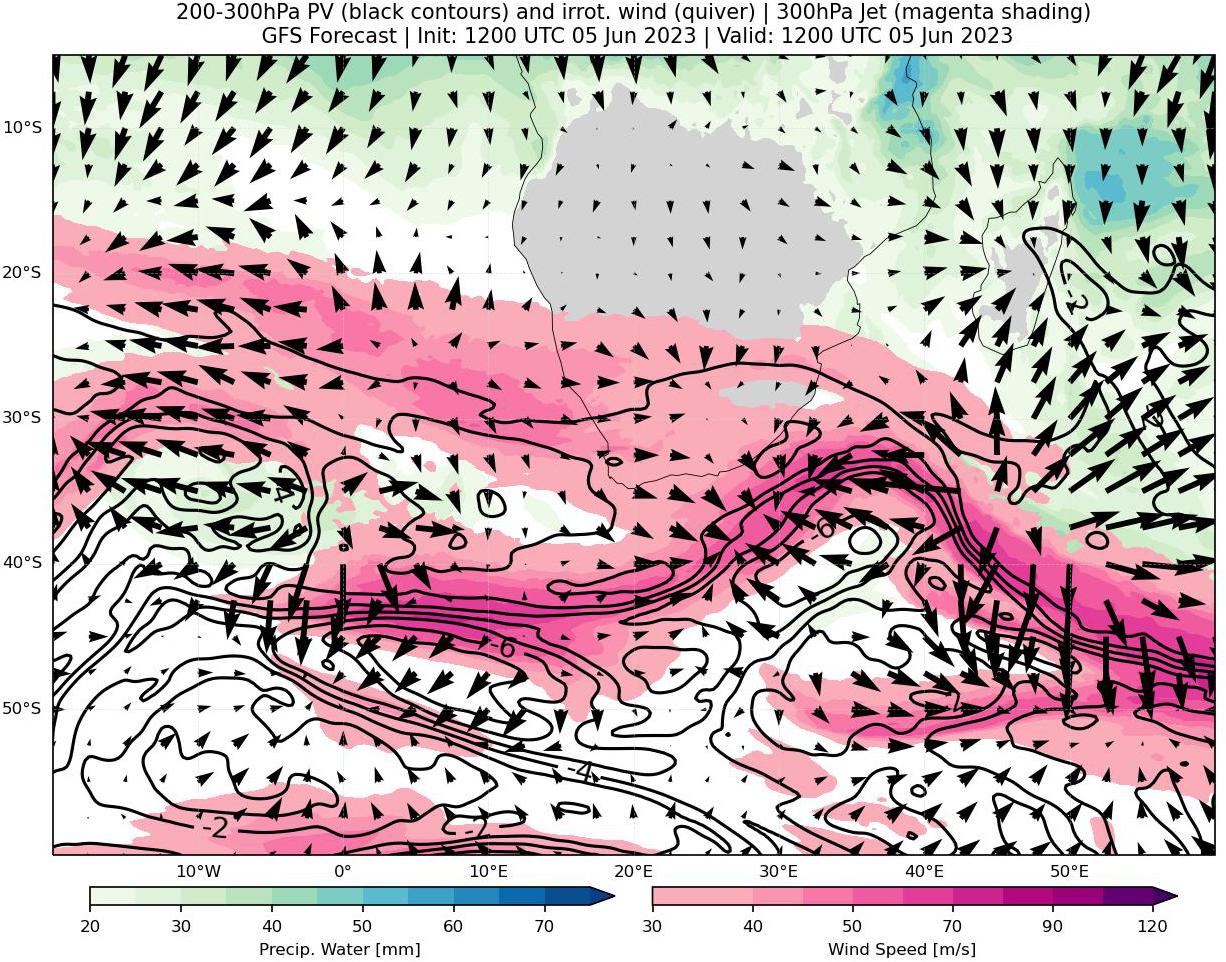 200-300hPa PV (black contours) and irrot. wind (quiver) | 300hPa Jet (magenta shading)
GFS Forecast | Init: 1200 UTC 05 Jun 2023 | Valid: 1200 UTC 05 Jun 2023
10°S
20°S
30°S
40°S
50°S
-2
-4
-6
-6
-4
-2
-2
10°W 0° 10°E 20°E 30°E 40°E 50°E
20 30 40 50 60 70
Precip. Water [mm]
30 40 50 70 90 120
Wind Speed [m/s]